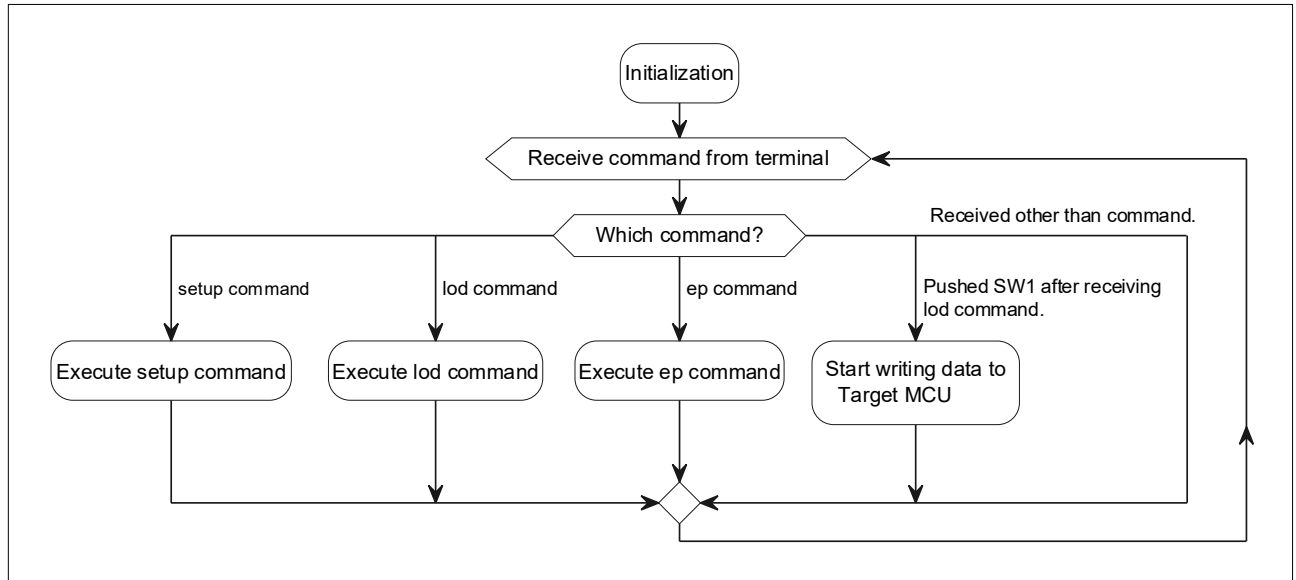 Initialization
Receive command from terminal
Received other than command.
Which command?
setup command
lod command
ep command
Pushed SW1 after receiving
lod command.
Execute setup command
Execute lod command
Execute ep command
Start writing data to
Target MCU